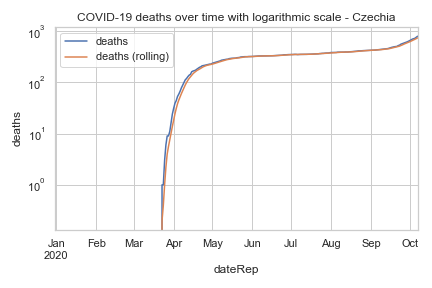 COVID-19 deaths over time with logarithmic scale - Czechia
deaths
deaths (rolling)
10³
10²
10¹
10⁰
deaths
Jan Feb Mar Apr May Jun Jul Aug Sep Oct
2020
dateRep